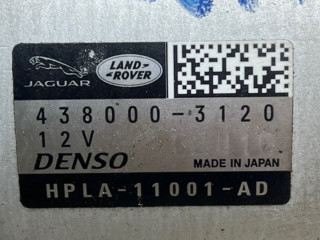 JAGUAR
LAND
ROVER
438000-3120
12V
DENSO
MADE IN JAPAN
HPLA-11001-AD